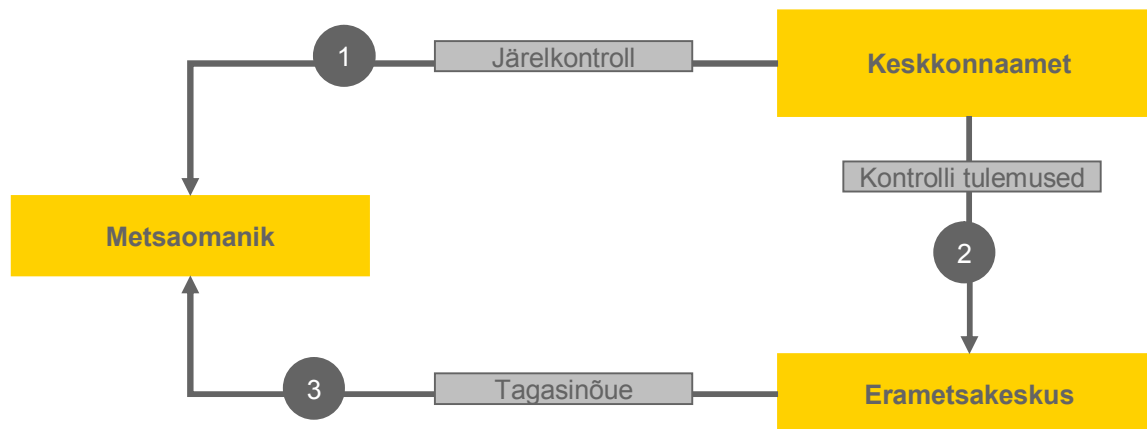 1
Järelkontroll
Keskkonnaamet
Kontrolli tulemused
Metsaomanik
2
3
Tagasinõue
Erametsakeskus